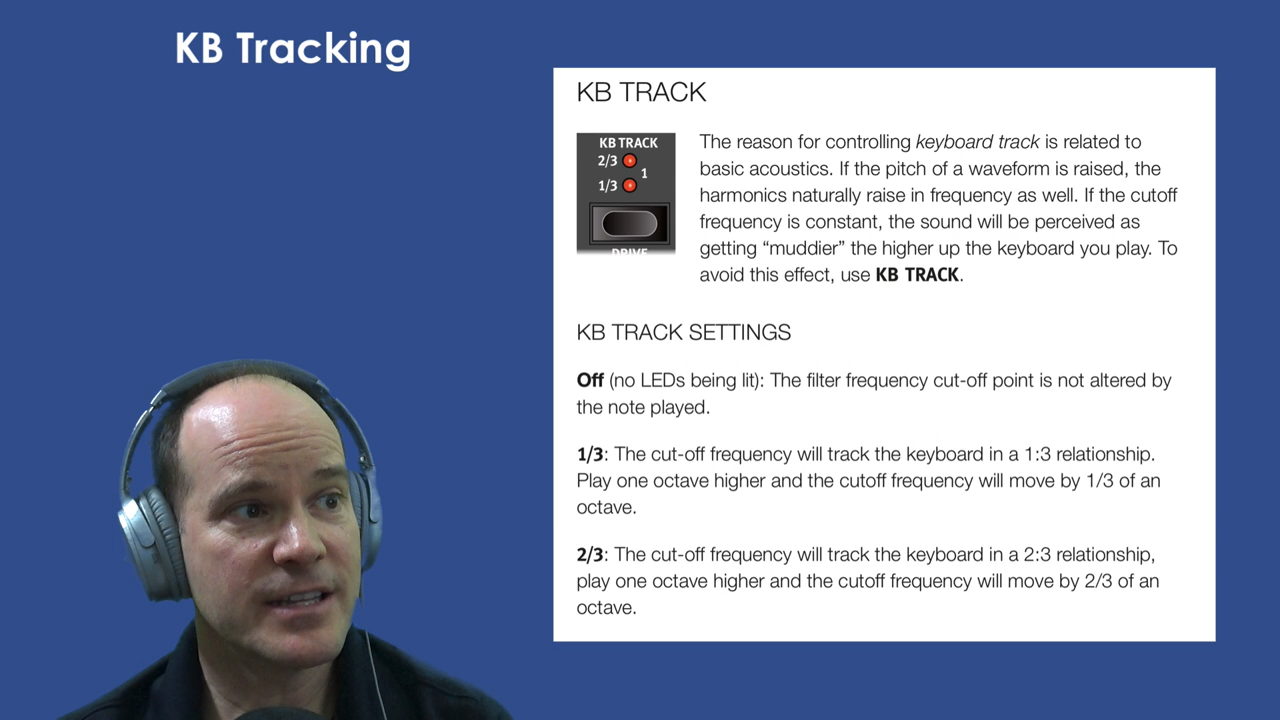 KB Tracking
KB TRACK
KB TRACK
2/3
1
1/3
DRIVE
The reason for controlling keyboard track is related to
basic acoustics. If the pitch of a waveform is raised, the
harmonics naturally raise in frequency as well. If the cutoff
frequency is constant, the sound will be perceived as
getting “muddier” the higher up the keyboard you play. To
avoid this effect, use KB TRACK.
KB TRACK SETTINGS
Off (no LEDs being lit): The filter frequency cut-off point is not altered by
the note played.
1/3: The cut-off frequency will track the keyboard in a 1:3 relationship.
Play one octave higher and the cutoff frequency will move by 1/3 of an
octave.
2/3: The cut-off frequency will track the keyboard in a 2:3 relationship,
play one octave higher and the cutoff frequency will move by 2/3 of an
octave.